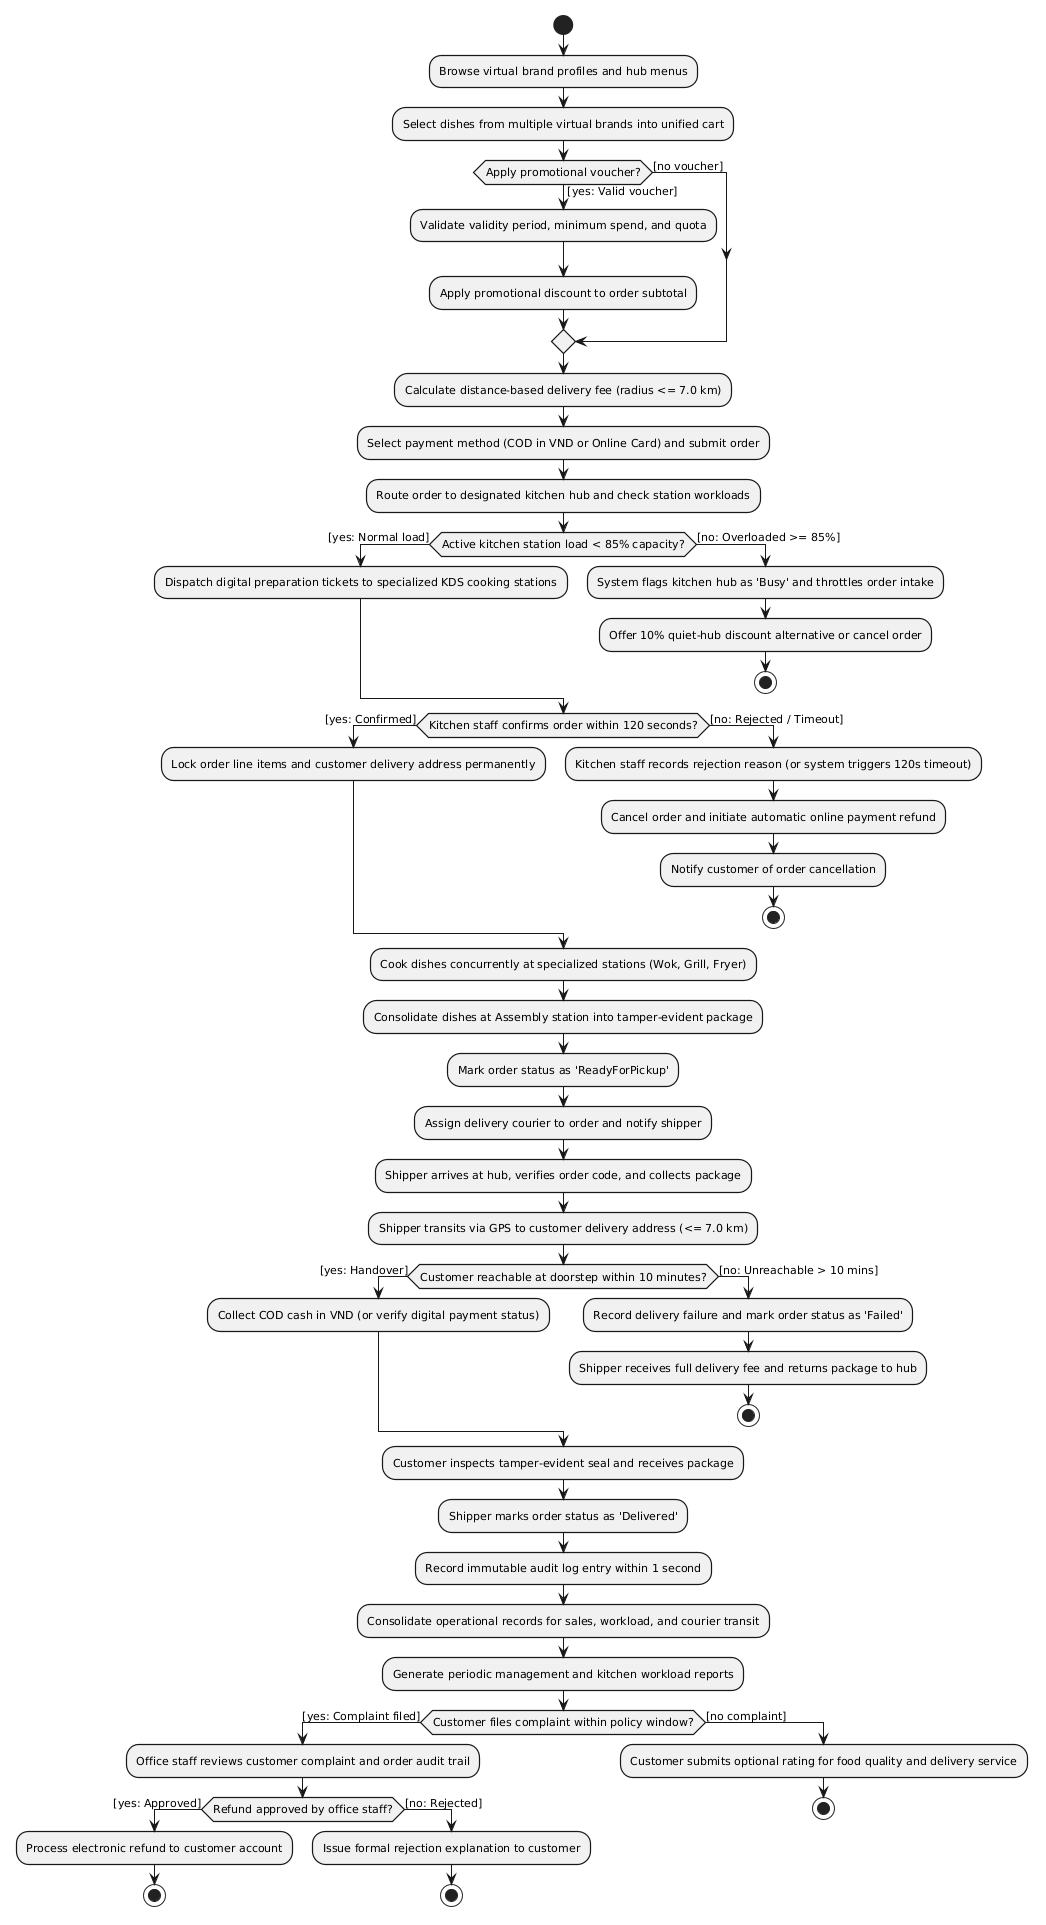 Browse virtual brand profiles and hub menus
Select dishes from multiple virtual brands into unified cart
Apply promotional voucher?
[no voucher]
[yes: Valid voucher]
Validate validity period, minimum spend, and quota
Apply promotional discount to order subtotal
Calculate distance-based delivery fee (radius <= 7.0 km)
Select payment method (COD in VND or Online Card) and submit order
Route order to designated kitchen hub and check station workloads
[yes: Normal load]
Active kitchen station load < 85% capacity?
[no: Overloaded >= 85%]
Dispatch digital preparation tickets to specialized KDS cooking stations
System flags kitchen hub as 'Busy' and throttles order intake
Offer 10% quiet-hub discount alternative or cancel order
[yes: Confirmed]
Kitchen staff confirms order within 120 seconds?
[no: Rejected / Timeout]
Lock order line items and customer delivery address permanently
Kitchen staff records rejection reason (or system triggers 120s timeout)
Cancel order and initiate automatic online payment refund
Notify customer of order cancellation
Cook dishes concurrently at specialized stations (Wok, Grill, Fryer)
Consolidate dishes at Assembly station into tamper-evident package
Mark order status as 'ReadyForPickup'
Assign delivery courier to order and notify shipper
Shipper arrives at hub, verifies order code, and collects package
Shipper transits via GPS to customer delivery address (<= 7.0 km)
[yes: Handover]
Customer reachable at doorstep within 10 minutes?
[no: Unreachable > 10 mins]
Collect COD cash in VND (or verify digital payment status)
Record delivery failure and mark order status as 'Failed'
Shipper receives full delivery fee and returns package to hub
Customer inspects tamper-evident seal and receives package
Shipper marks order status as 'Delivered'
Record immutable audit log entry within 1 second
Consolidate operational records for sales, workload, and courier transit
Generate periodic management and kitchen workload reports
[yes: Complaint filed]
Customer files complaint within policy window?
[no complaint]
Office staff reviews customer complaint and order audit trail
Customer submits optional rating for food quality and delivery service
[yes: Approved]
Refund approved by office staff?
[no: Rejected]
Process electronic refund to customer account
Issue formal rejection explanation to customer